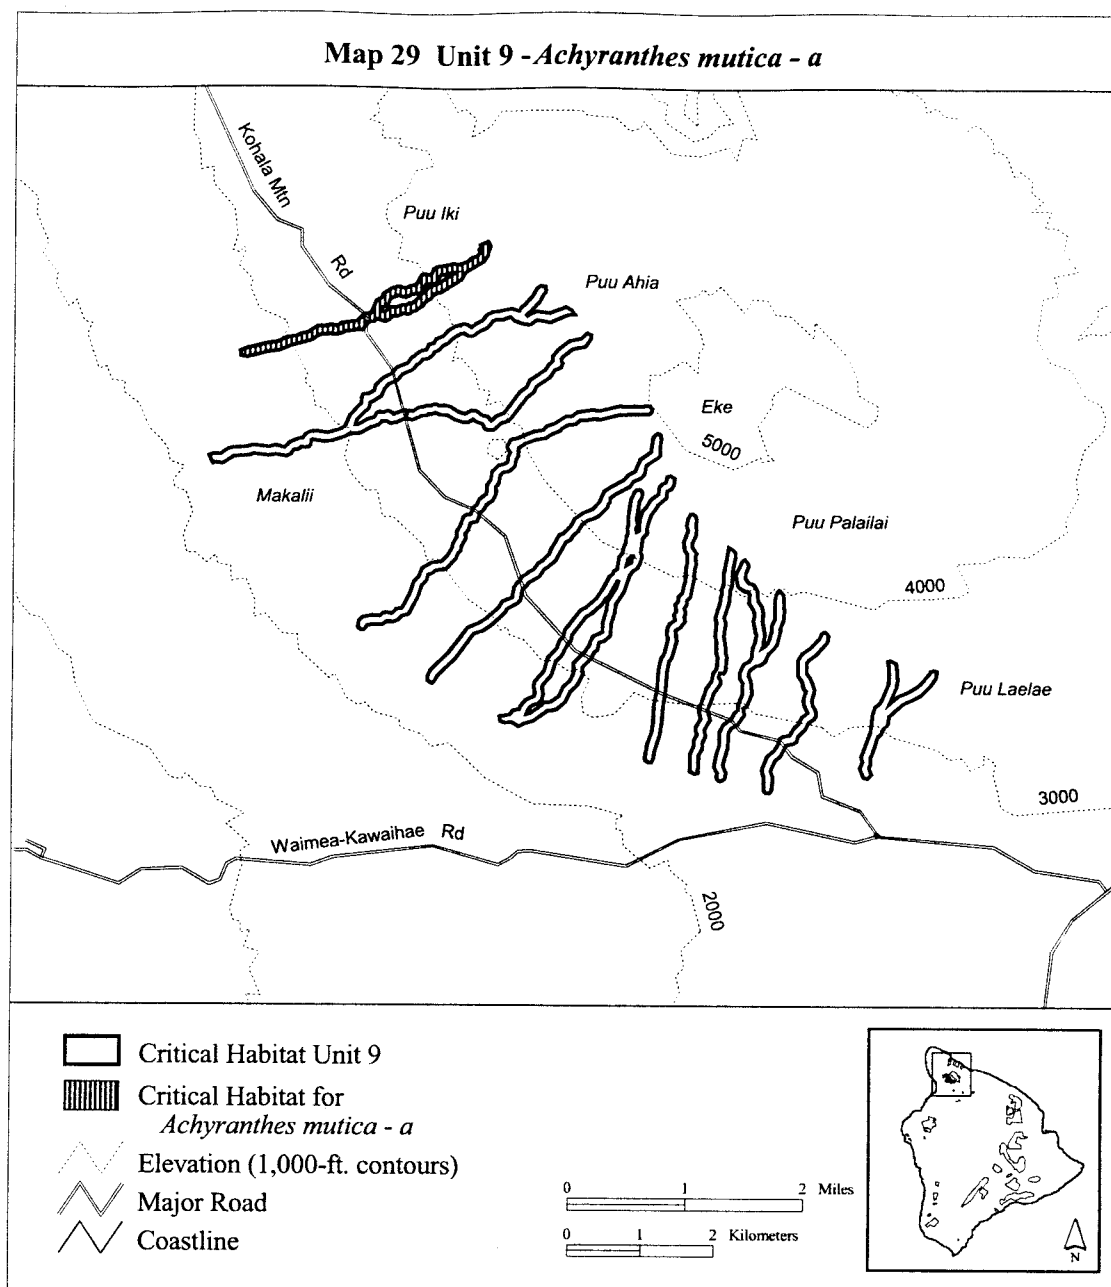 Map 29 Unit 9 - Achyranthes mutica - a
Kohala Mtn
Rd
Puu Iki
Puu Ahia
Eke
5000
Makalii
Puu Palailai
4000
Puu Laelae
3000
Waimea-Kawaihae Rd
2000
Critical Habitat Unit 9
Critical Habitat for
Achyranthes mutica - a
Elevation (1,000-ft. contours)
Major Road
Coastline
0 1 2 Miles
0 1 2 Kilometers
N